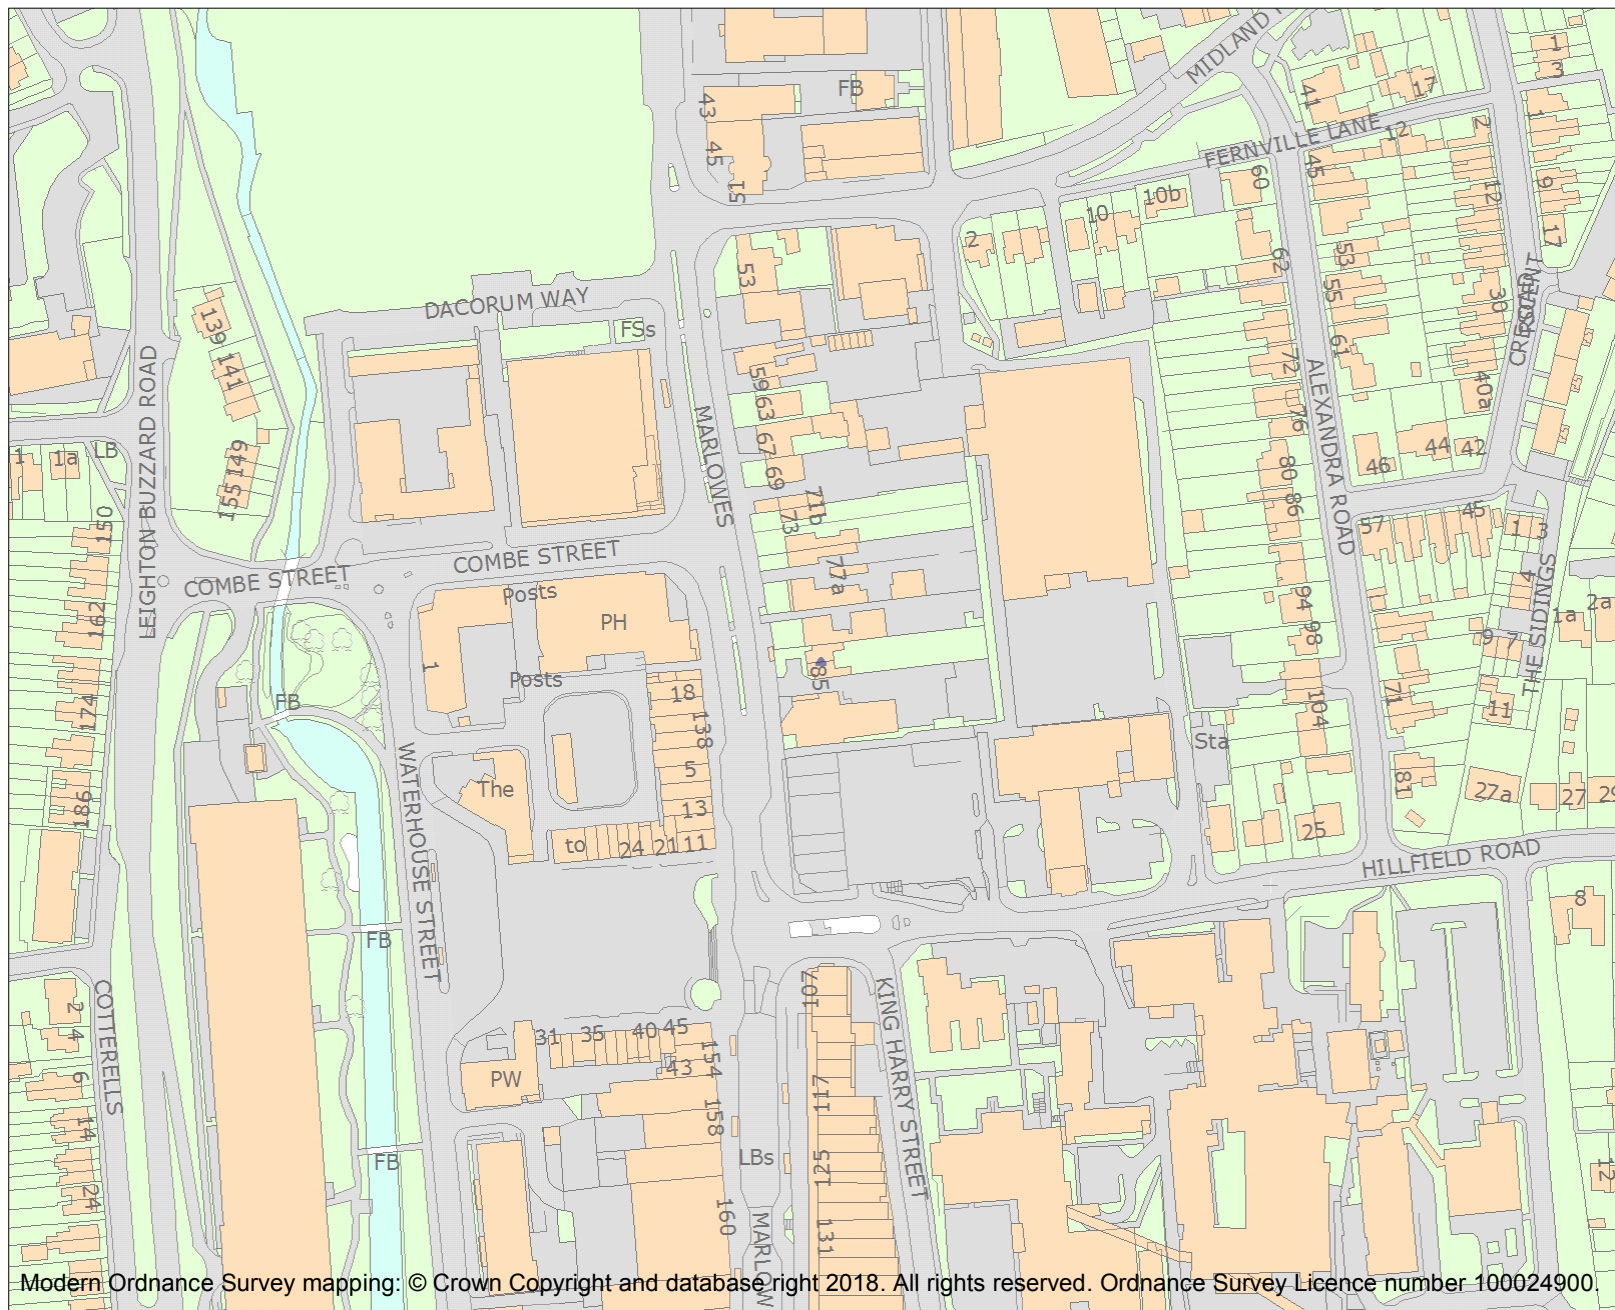 MIDLAND
FB
43
45
51
41
17
1
3
FERNVILLE LANE
12
2
1
60
45
10b
10
2
12
9
17
53
62
53
55
61
30
CRESCENT
DACORUM WAY
FSs
139
141
59
63
67
69
MARLOWES
72
76
80
86
ALEXANDRA ROAD
40a
44
42
46
LEIGHTON BUZZARD ROAD
1
1a
LB
149
155
150
71b
73
77a
57
45
1
3
COMBE STREET
COMBE STREET
Posts
PH
162
174
186
1
Posts
FB
94
98
104
4
THE SIDINGS
1a
2a
9
7
11
71
81
85
18
138
5
13
The
to
24
21
11
Sta
25
27a
27
29
HILLFIELD ROAD
WATERHOUSE STREET
8
FB
107
KING HARRY STREET
COTTERELLS
2
4
6
14
24
31
35
40
45
43
PW
154
158
117
LBs
125
FB
160
131
MARLOW
12
Modern Ordnance Survey mapping: © Crown Copyright and database right 2018. All rights reserved. Ordnance Survey Licence number 100024900.